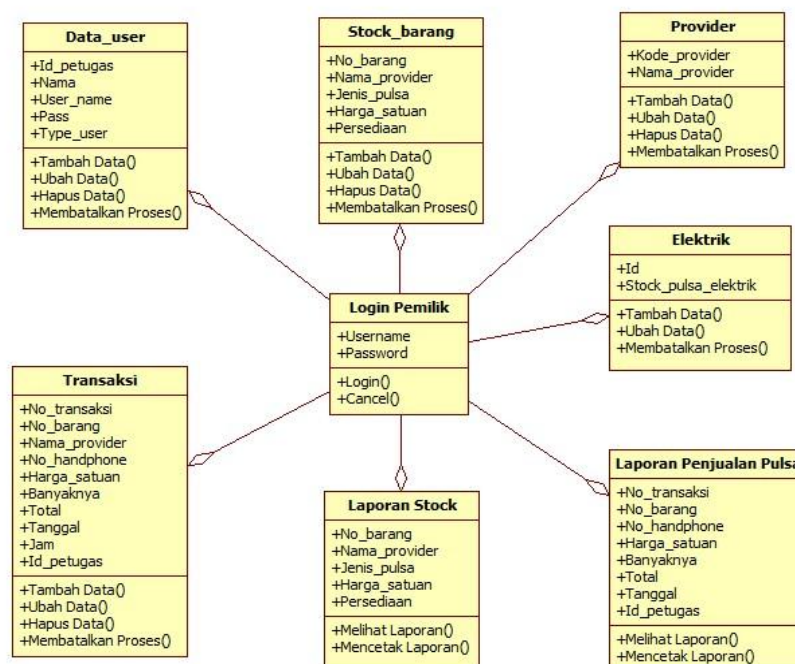 Data_user
+Id_petugas
+Nama
+User_name
+Pass
+Type_user
+Tambah Data()
+Ubah Data()
+Hapus Data()
+Membatalkan Proses()
Stock_barang
+No_barang
+Nama_provider
+Jenis_pulsa
+Harga_satuan
+Persediaan
+Tambah Data()
+Ubah Data()
+Hapus Data()
+Membatalkan Proses()
Provider
+Kode_provider
+Nama_provider
+Tambah Data()
+Ubah Data()
+Hapus Data()
+Membatalkan Proses()
Elektrik
+Id
+Stock_pulsa_elektrik
+Tambah Data()
+Ubah Data()
+Membatalkan Proses()
Login Pemilik
+Username
+Password
+Login()
+Cancel()
Transaksi
+No_transaksi
+No_barang
+Nama_provider
+No_handphone
+Harga_satuan
+Banyaknya
+Total
+Tanggal
+Jam
+Id_petugas
+Tambah Data()
+Ubah Data()
+Hapus Data()
+Membatalkan Proses()
Laporan Stock
+No_barang
+Nama_provider
+Jenis_pulsa
+Harga_satuan
+Persediaan
+Melihat Laporan()
+Mencetak Laporan()
Laporan Penjualan Pulsa
+No_transaksi
+No_barang
+No_handphone
+Harga_satuan
+Banyaknya
+Total
+Tanggal
+Id_petugas
+Melihat Laporan()
+Mencetak Laporan()